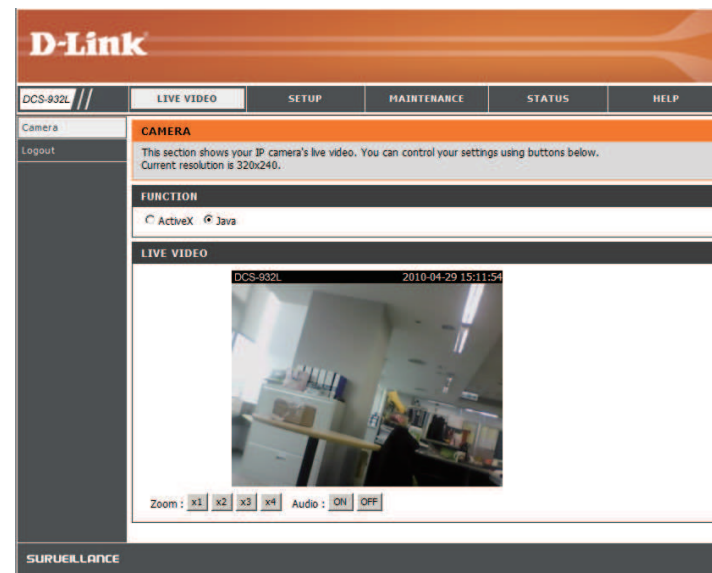 D-Link
DCS-932L // LIVE VIDEO SETUP MAINTENANCE STATUS HELP
Camera
Logout
CAMERA
This section shows your IP camera's live video. You can control your settings using buttons below.
Current resolution is 320x240.
FUNCTION
ActiveX Java
LIVE VIDEO
DCS-932L 2010-04-29 15:11:54
Zoom : x1 x2 x3 x4 Audio : ON OFF
SURVEILLANCE